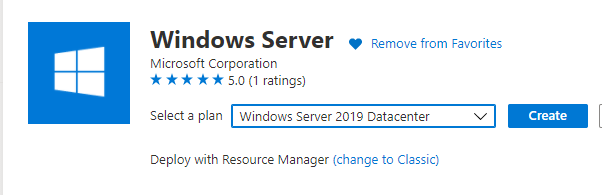 Windows Server Remove from Favorites
Microsoft Corporation
5.0 (1 ratings)
Select a plan Windows Server 2019 Datacenter Create
Deploy with Resource Manager (change to Classic)